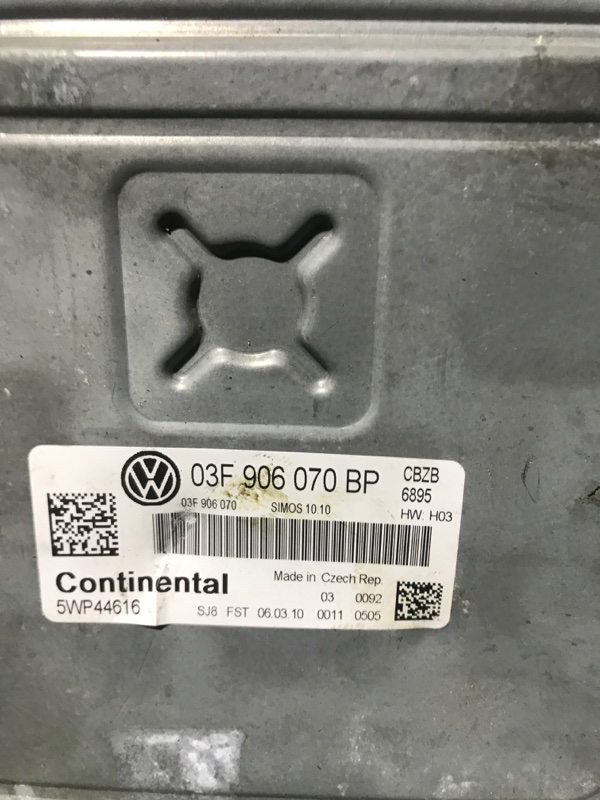 03F 906 070 BP CBZB
6895
03F 906 070 SIMOS 10.10 HW: H03
Continental Made in Czech Rep.
03 0092
5WP44616 SJ8 FST 06.03.10 0011 0505